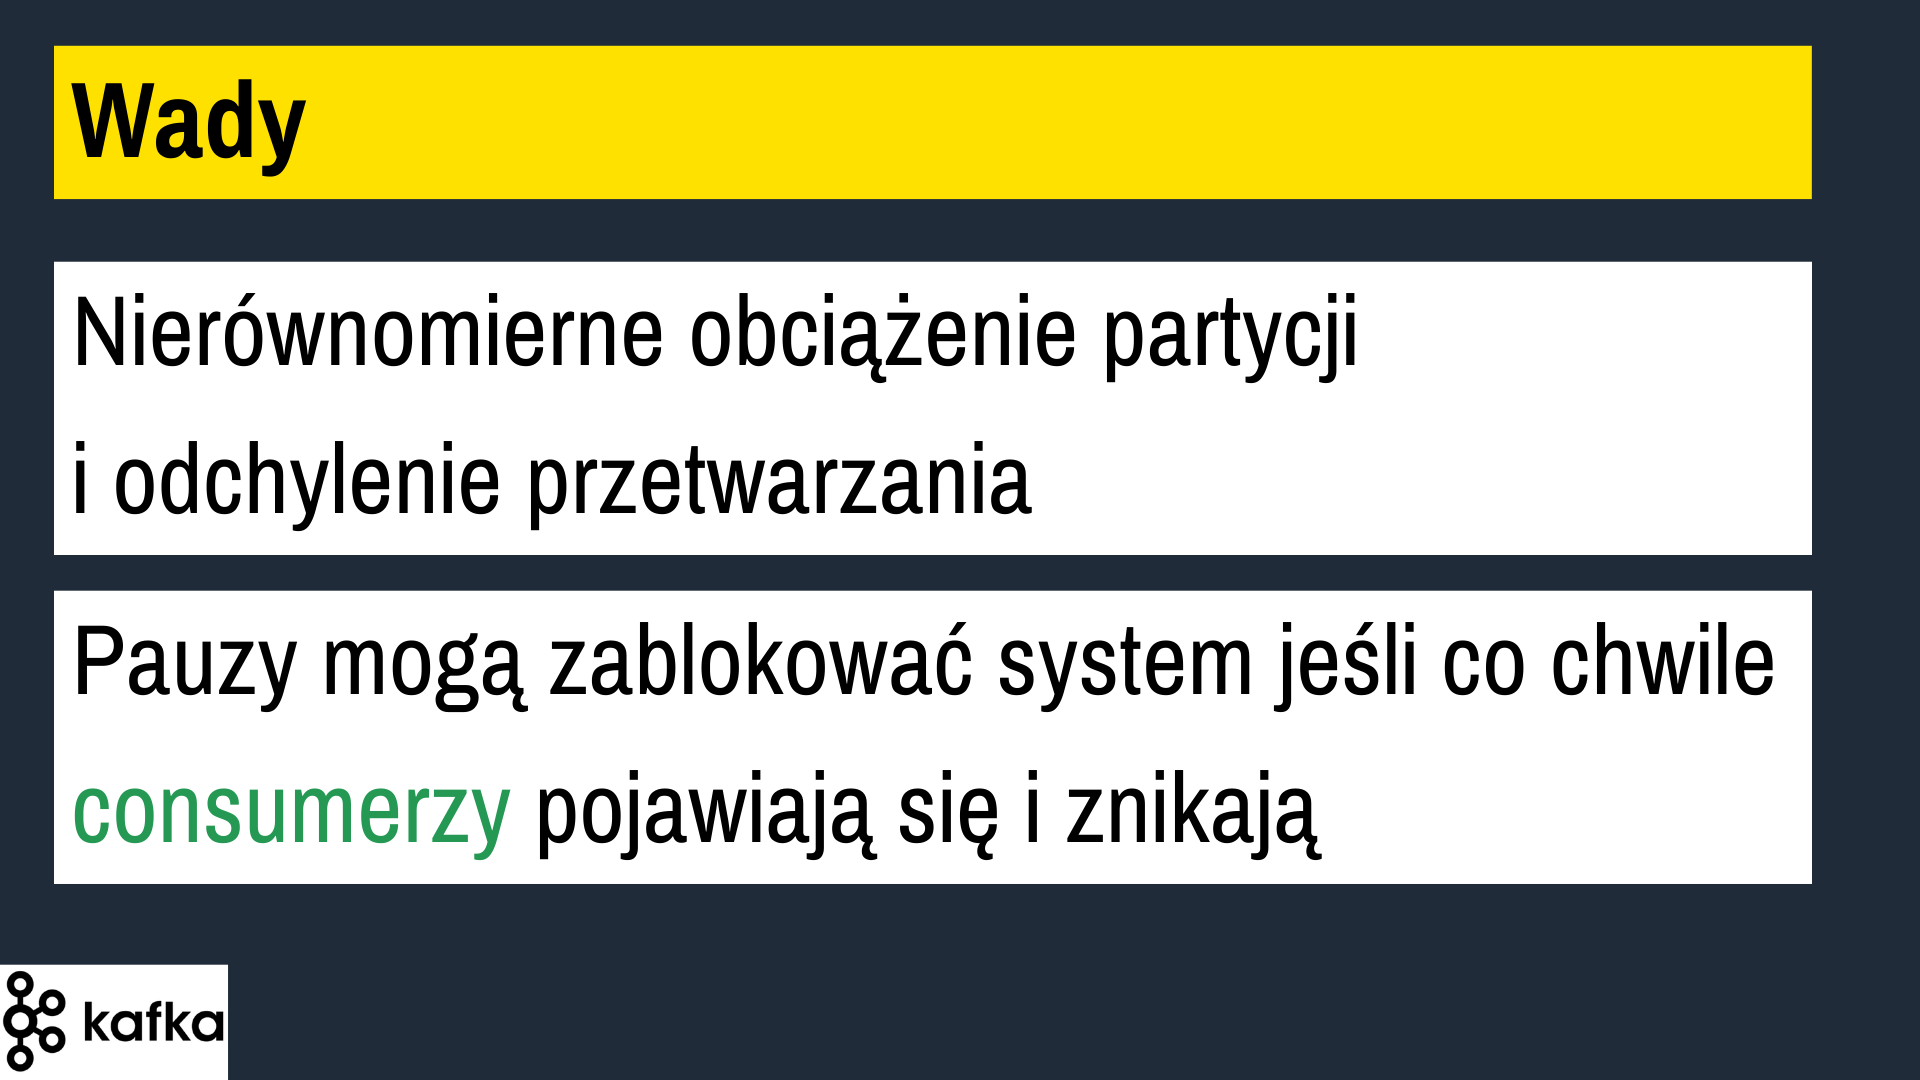 Wady
Nierównomierne obciążenie partycji
i odchylenie przetwarzania
Pauzy mogą zablokować system jeśli co chwile
consumerzy pojawiają się i znikają
kafka